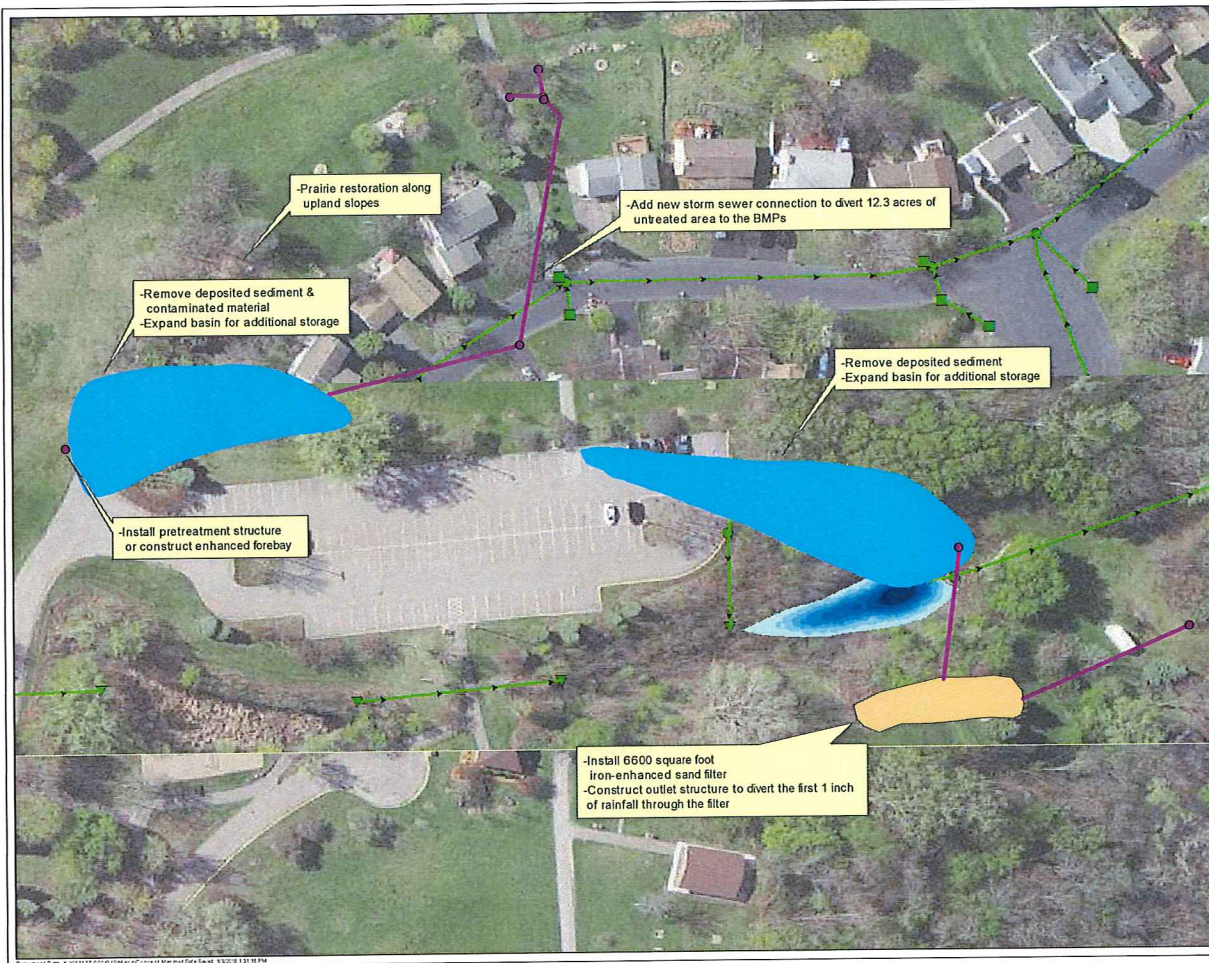 -Prairie restoration along
upland slopes
-Add new storm sewer connection to divert 12.3 acres of
untreated area to the BMPs
-Remove deposited sediment &
contaminated material
-Expand basin for additional storage
-Remove deposited sediment
-Expand basin for additional storage
-Install pretreatment structure
or construct enhanced forebay
-Install 6600 square foot
iron-enhanced sand filter
-Construct outlet structure to divert the first 1 inch
of rainfall through the filter